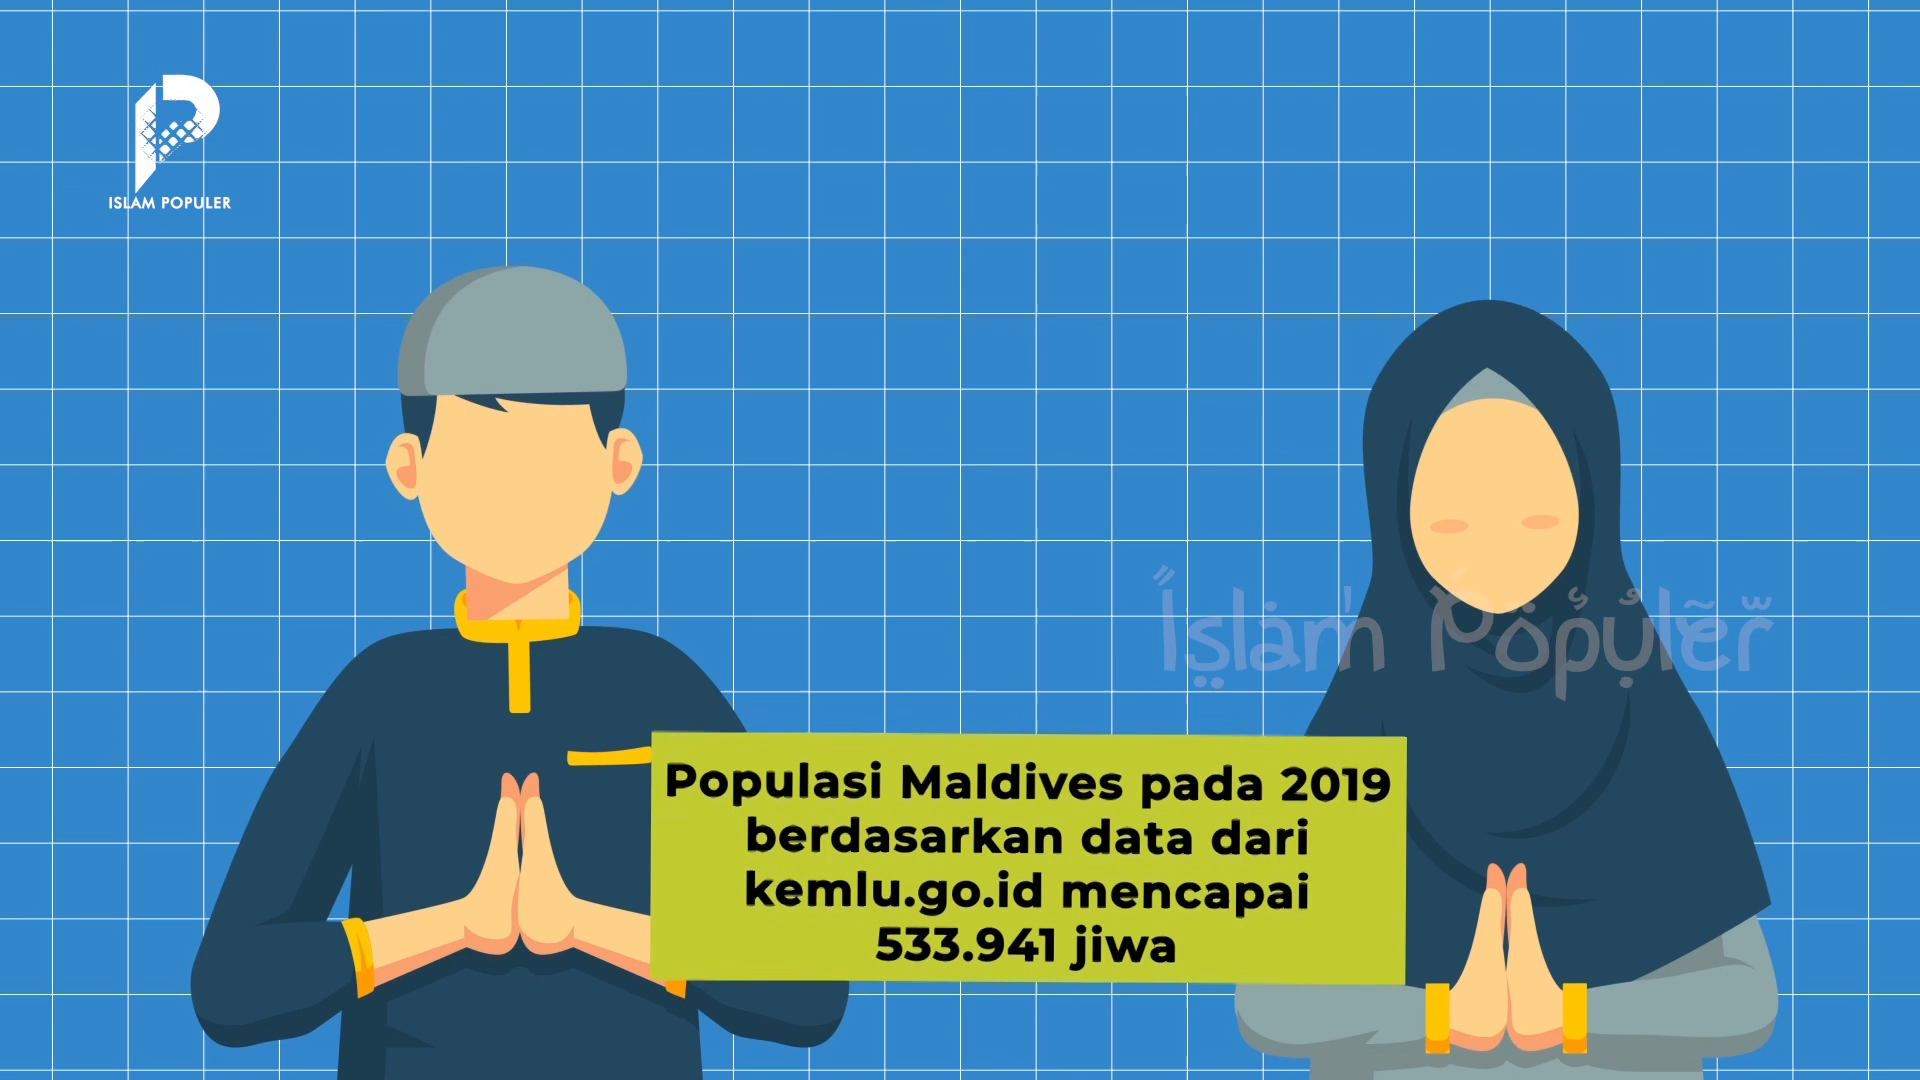 ISLAM POPULER
Islam Populer
Populasi Maldives pada 2019
berdasarkan data dari
kemlu.go.id mencapai
533.941 jiwa